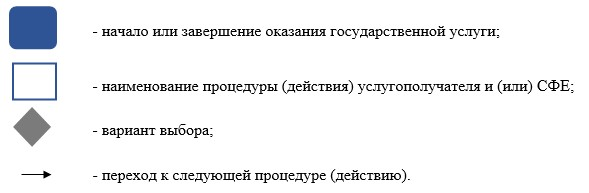 - начало или завершение оказания государственной услуги;
- наименование процедуры (действия) услугополучателя и (или) СФЕ;
- вариант выбора;
- переход к следующей процедуре (действию).